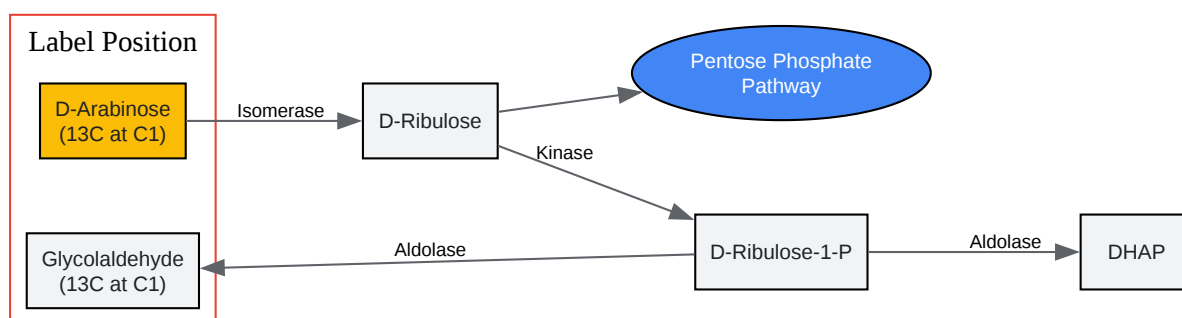 Label Position
D-Arabinose
(13C at C1)
Isomerase
D-Ribulose
Pentose Phosphate
Pathway
Kinase
Glycolaldehyde
(13C at C1)
Aldolase
D-Ribulose-1-P
Aldolase
DHAP